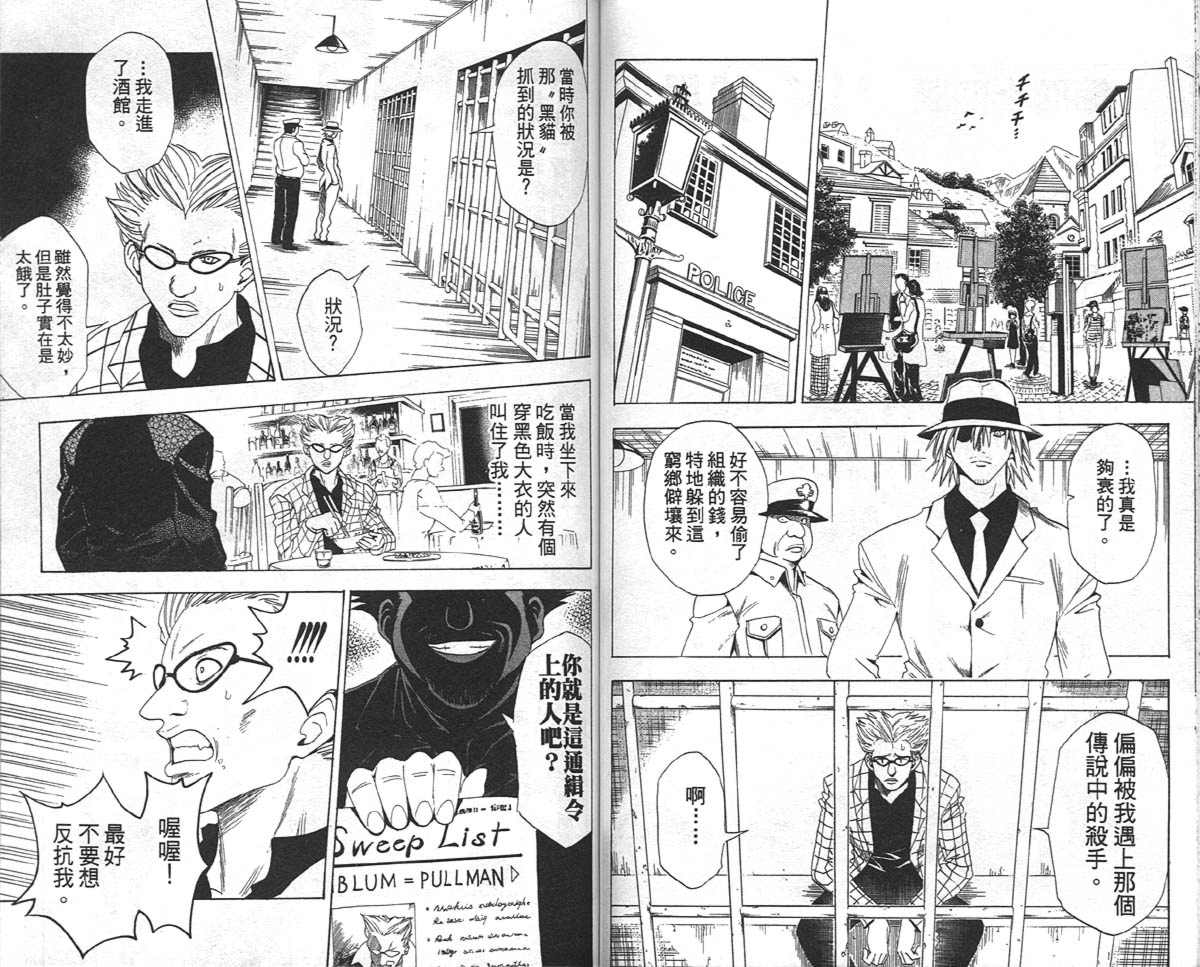 チチチ…
POLICE
…我真是
夠衰的了。
好不容易偷了
組織的錢，
特地躲到這
窮鄉僻壤來。
偏偏被我遇上那個
傳說中的殺手。
啊……
當時你被
那〝黑貓〞
抓到的狀況是？
狀況？
…我走進
了酒館。
雖然覺得不太妙，
但是肚子實在是
太餓了。
當我坐下來
吃飯時，突然有個
穿黑色大衣的人
叫住了我………
你就是這通緝令
上的人吧？
Sweep List
BLUM=PULLMAN
!!!!
喔喔！
最好
不要想
反抗我。